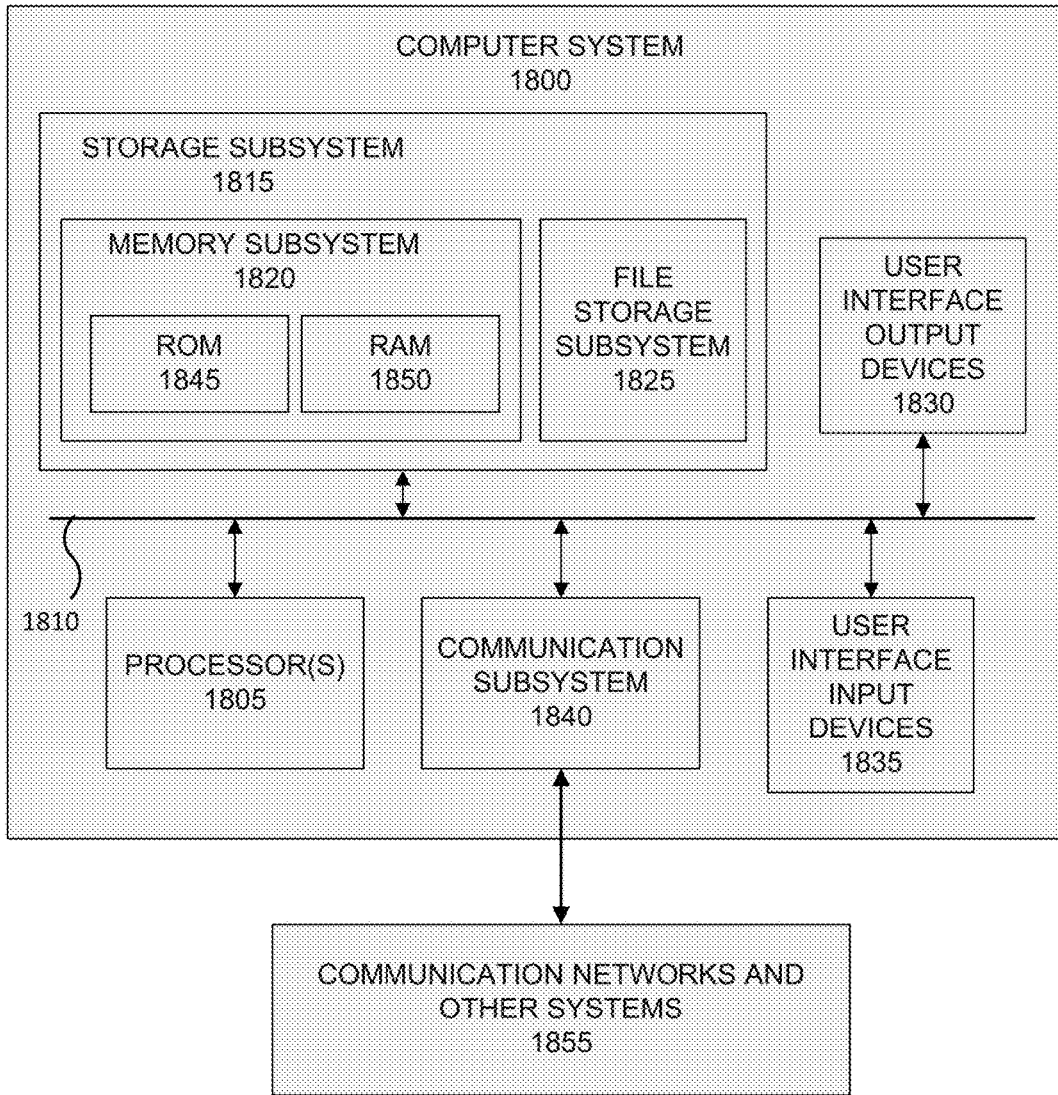 COMPUTER SYSTEM
1800
STORAGE SUBSYSTEM
1815
MEMORY SUBSYSTEM
1820
ROM
1845
RAM
1850
FILE
STORAGE
SUBSYSTEM
1825
USER
INTERFACE
OUTPUT
DEVICES
1830
1810
PROCESSOR(S)
1805
COMMUNICATION
SUBSYSTEM
1840
USER
INTERFACE
INPUT
DEVICES
1835
COMMUNICATION NETWORKS AND
OTHER SYSTEMS
1855